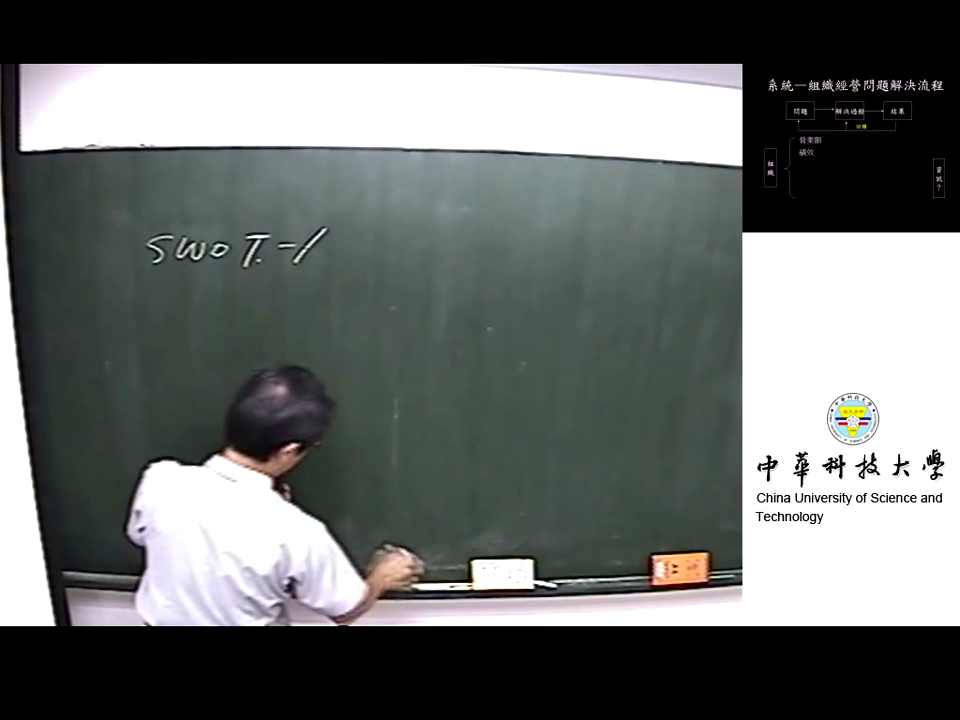 SWOT.-1
系統—組織經營問題解決流程
問題
解決過程
結果
回饋
營業額
績效
組織
資訊?
中華科技大學
China University of Science and
Technology